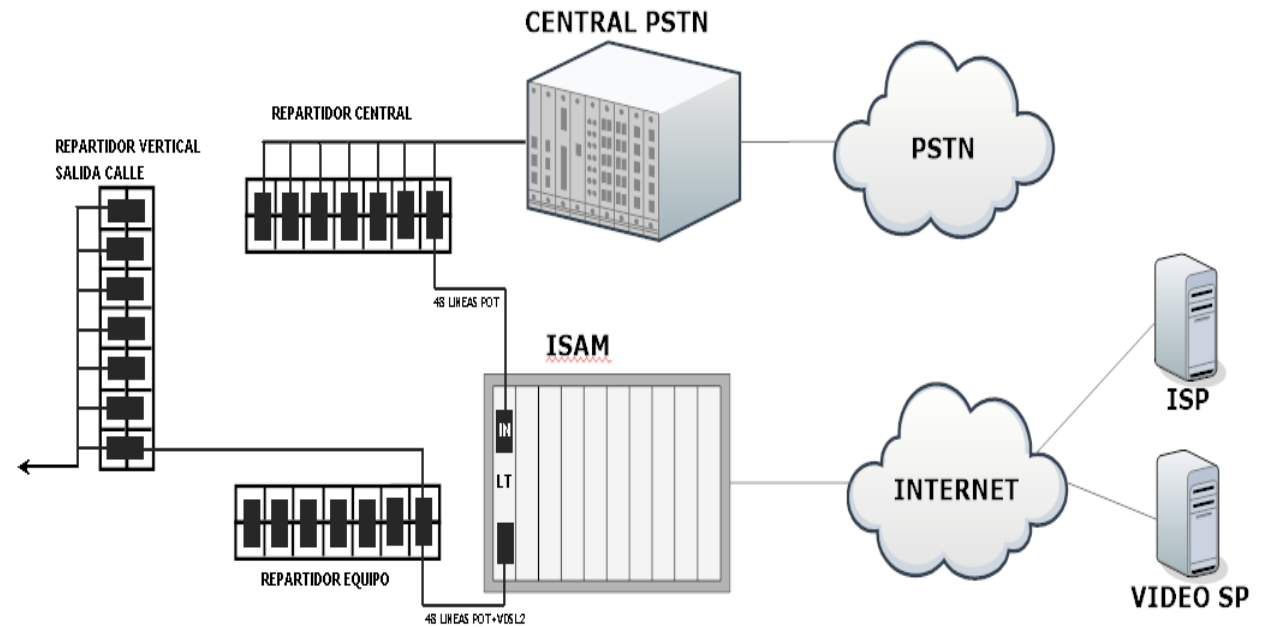 CENTRAL PSTN
REPARTIDOR CENTRAL
REPARTIDOR VERTICAL
SALIDA CALLE
PSTN
48 LINEAS POT
ISAM
IN
LT
ISP
INTERNET
REPARTIDOR EQUIPO
VIDEO SP
48 LINEAS POT+VDSL2